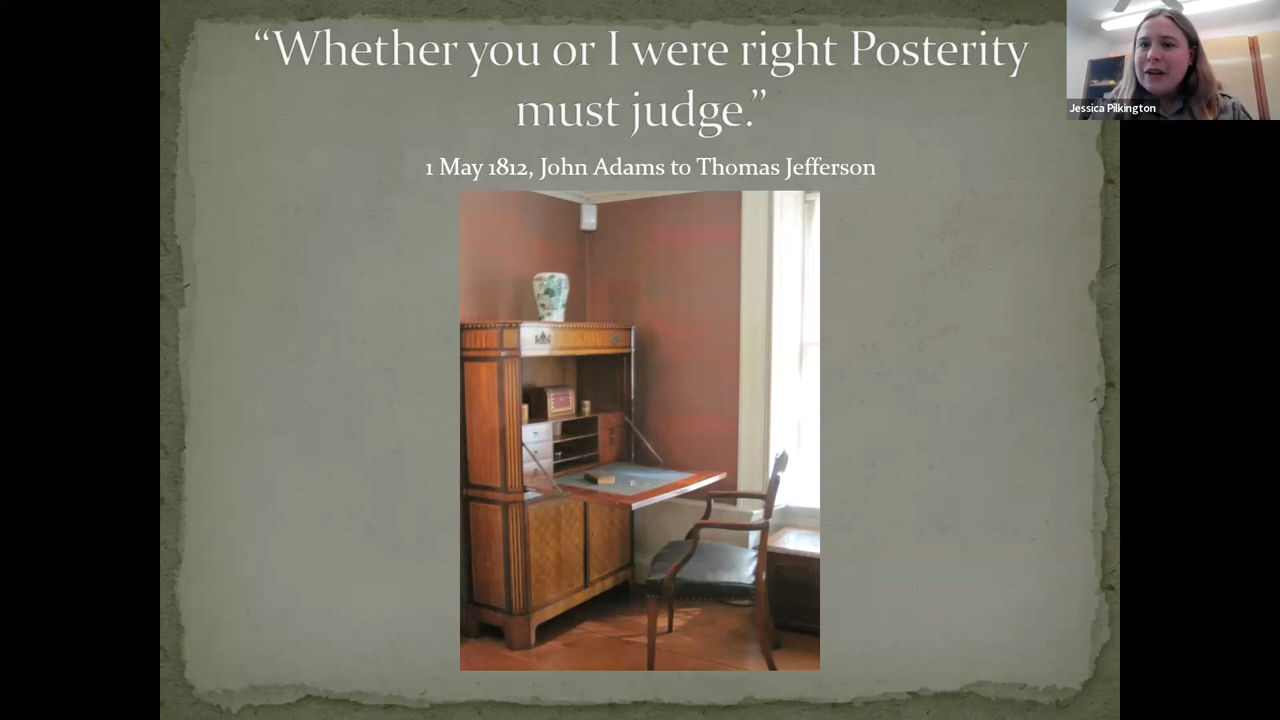 “Whether you or I were right Posterity
must judge.”
1 May 1812, John Adams to Thomas Jefferson
Jessica Pilkington